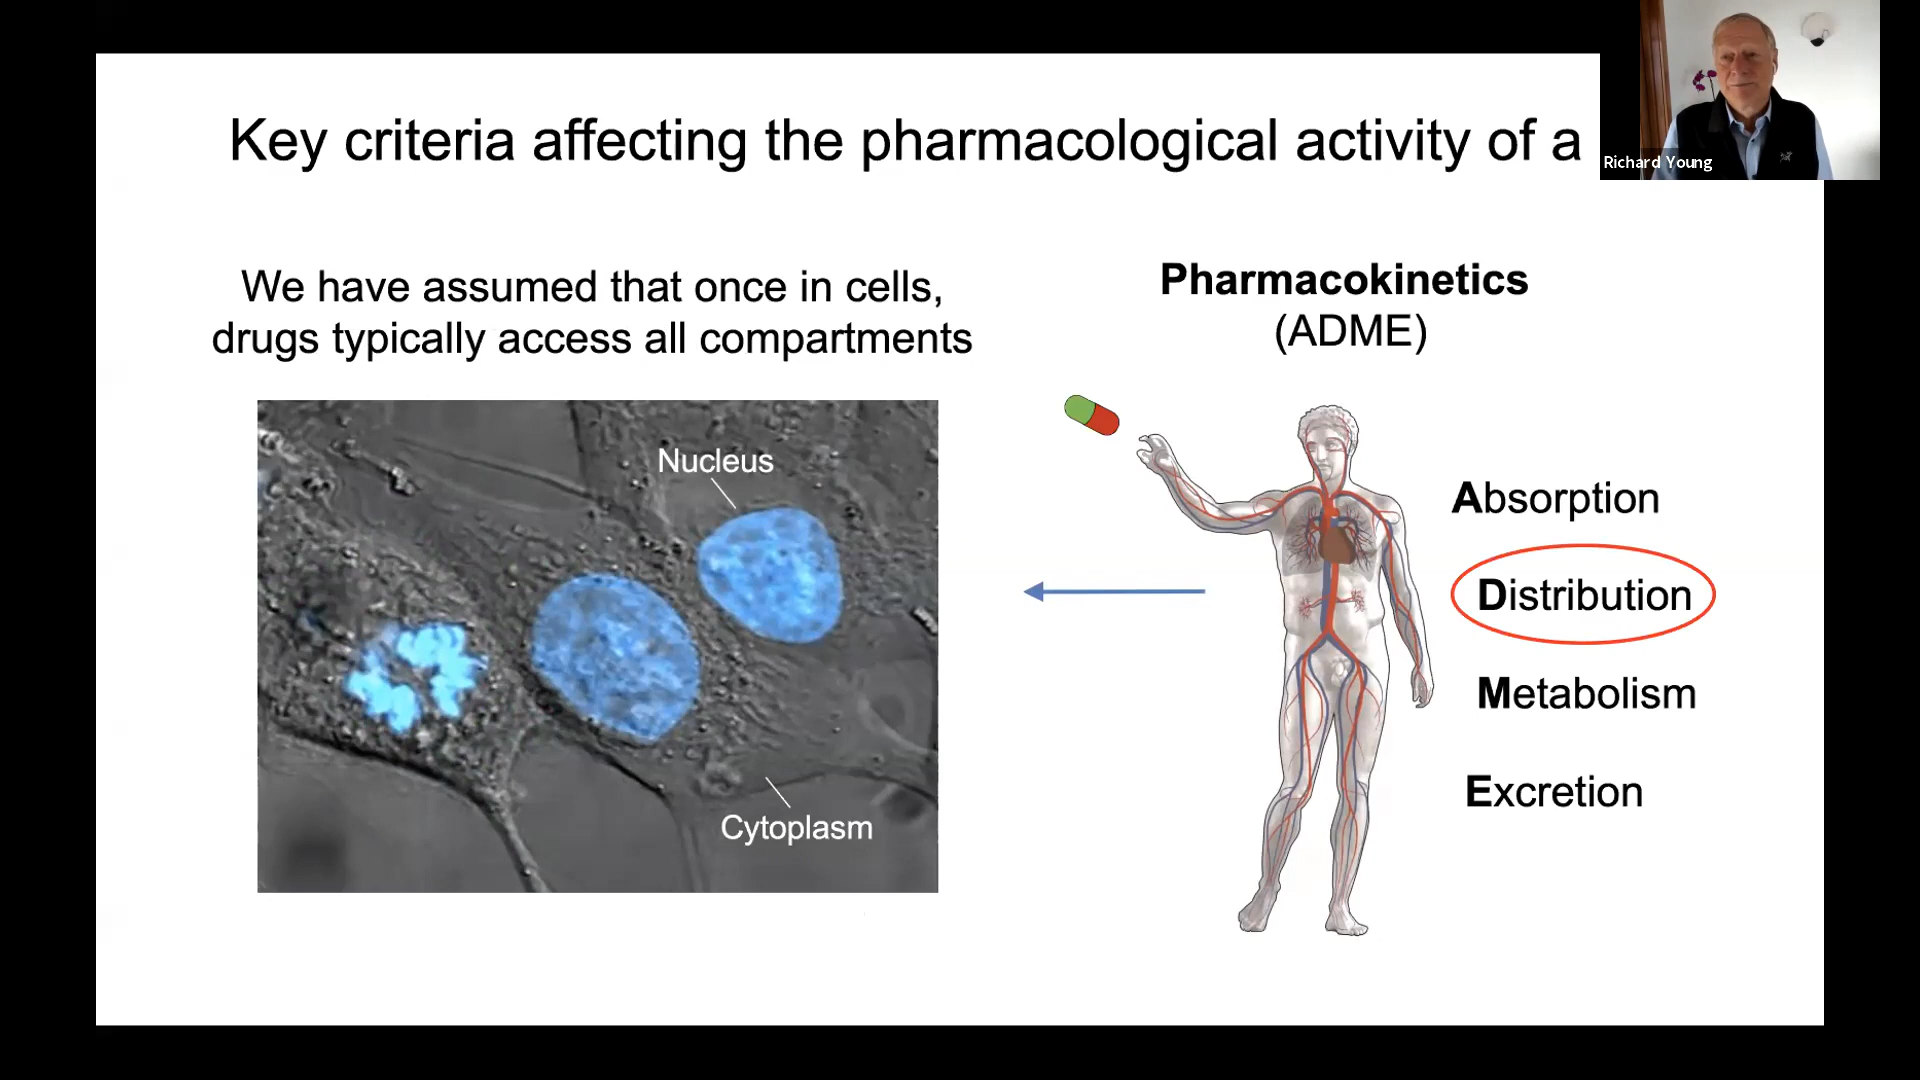 Key criteria affecting the pharmacological activity of a
Richard Young
We have assumed that once in cells,
drugs typically access all compartments
Nucleus
Cytoplasm
Pharmacokinetics
(ADME)
Absorption
Distribution
Metabolism
Excretion